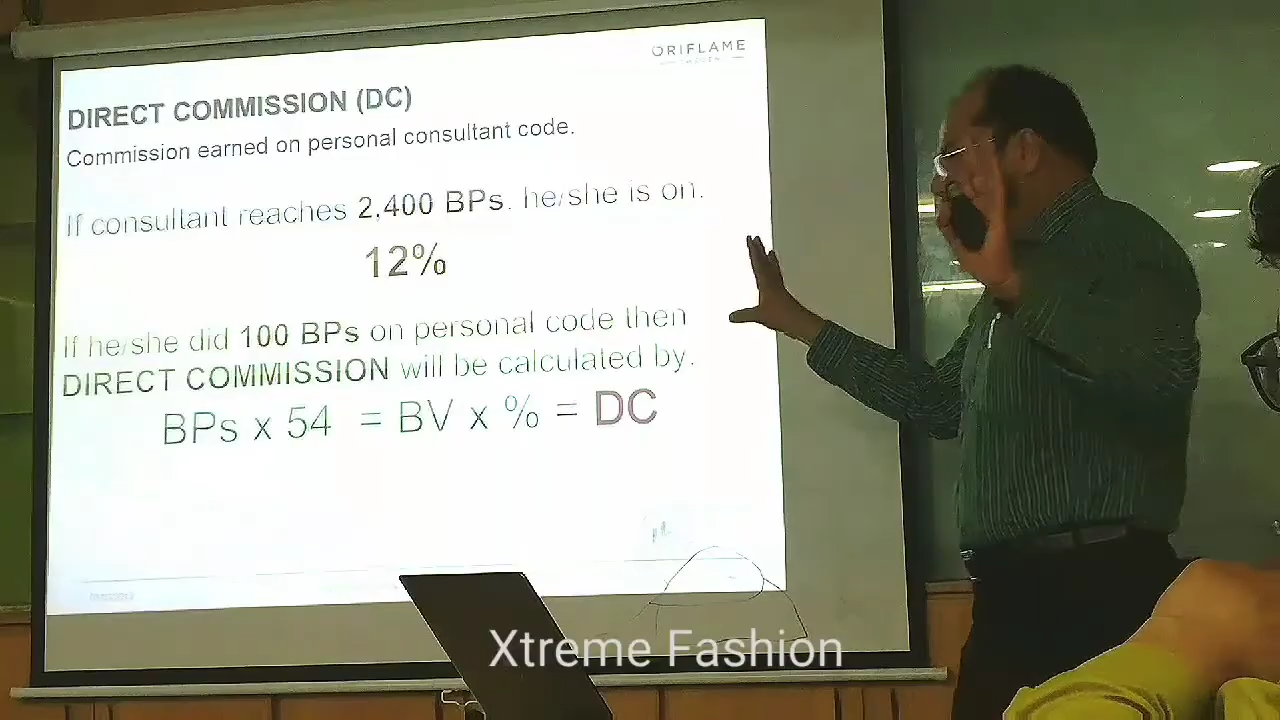 ORIFLAME
DIRECT COMMISSION (DC)
Commission earned on personal consultant code.
If consultant reaches 2,400 BPs. he/she is on.
12%
If he/she did 100 BPs on personal code then
DIRECT COMMISSION will be calculated by.
BPs x 54 = BV x % = DC
Xtreme Fashion